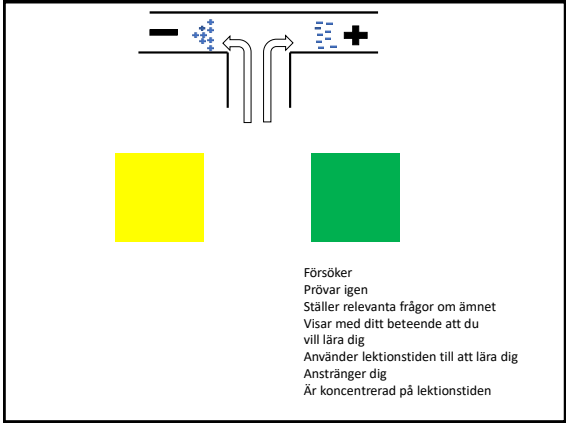 Försöker
Prövar igen
Ställer relevanta frågor om ämnet
Visar med ditt beteende att du
vill lära dig
Använder lektionstiden till att lära dig
Anstränger dig
Är koncentrerad på lektionstiden